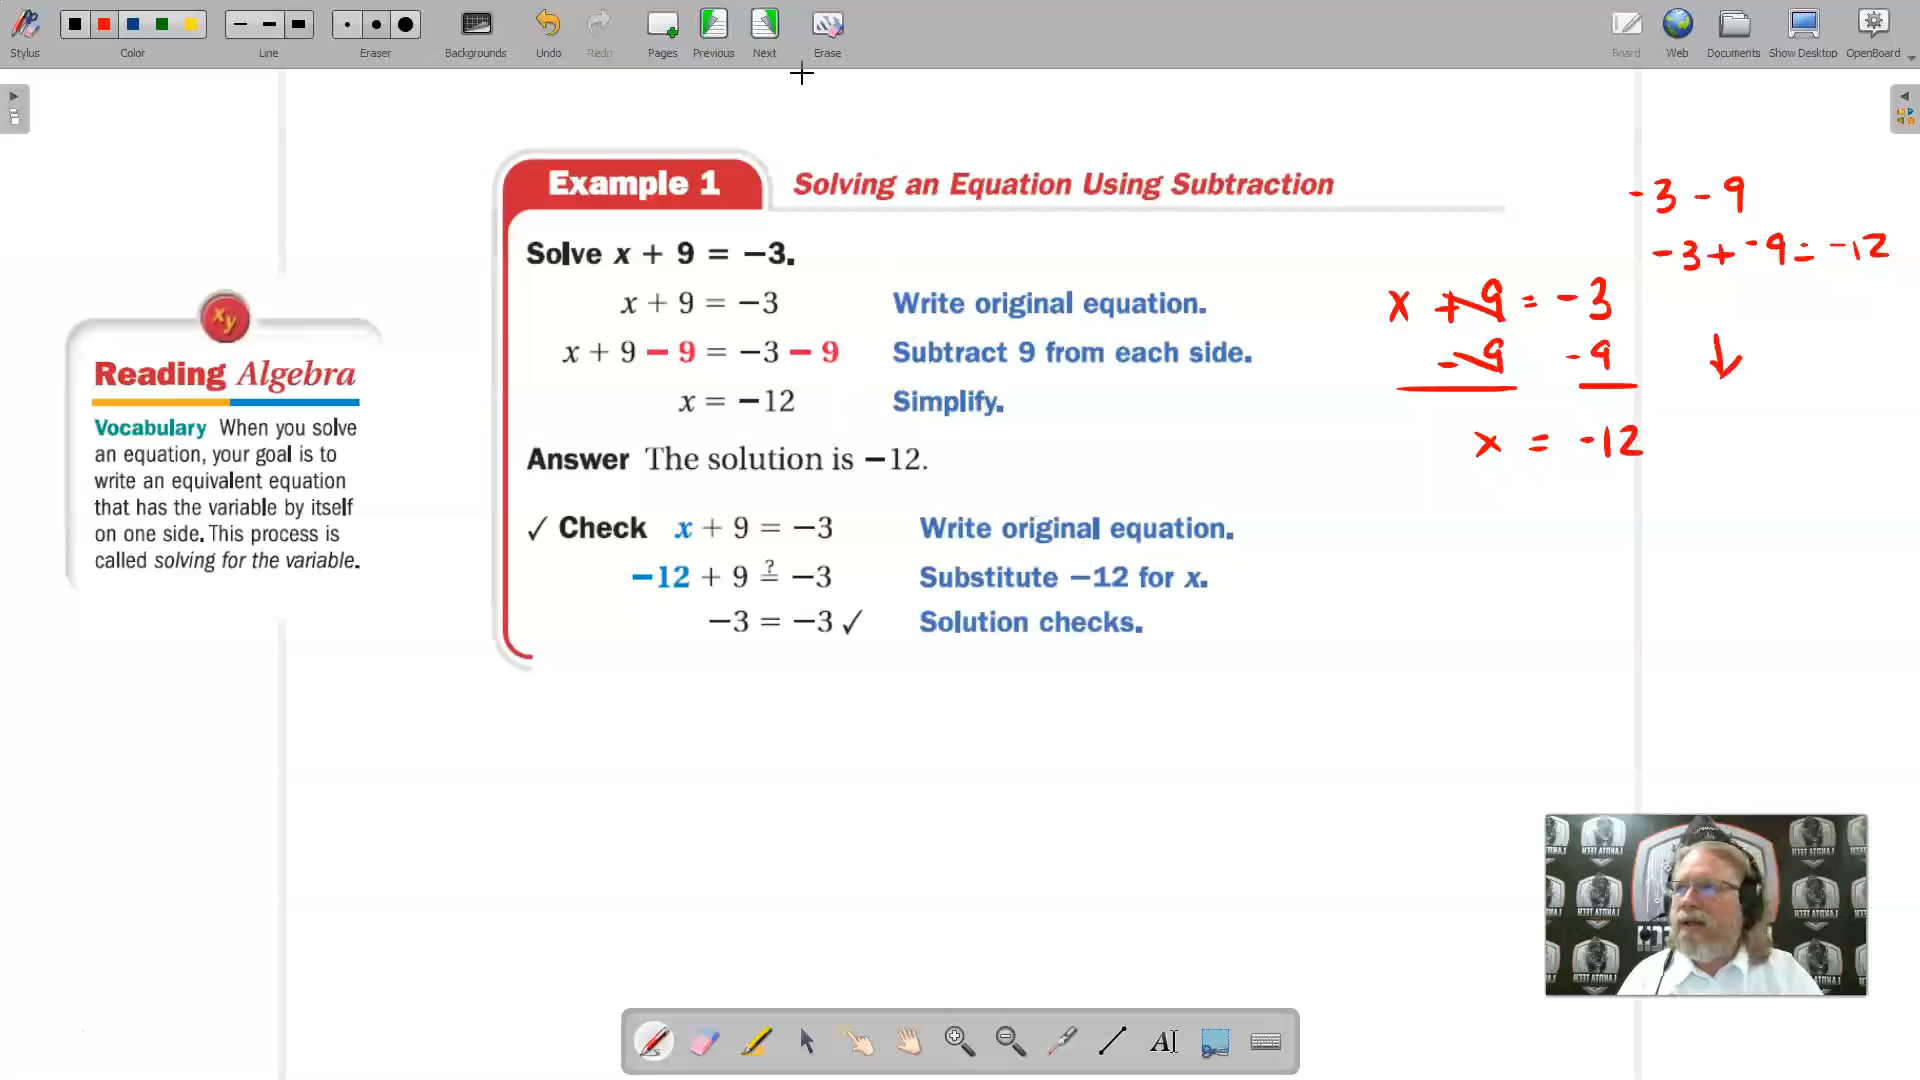 Stylus Color Line Eraser Backgrounds Undo Redo Pages Previous Next Erase Board Web Documents Show Desktop OpenBoard
Example 1 Solving an Equation Using Subtraction
Solve x + 9 = −3.
x + 9 = −3 Write original equation.
x + 9 − 9 = −3 − 9 Subtract 9 from each side.
x = −12 Simplify.
Answer The solution is −12.
✓ Check x + 9 = −3 Write original equation.
−12 + 9 ≟ −3 Substitute −12 for x.
−3 = −3 ✓ Solution checks.
xy
Reading Algebra
Vocabulary When you solve
an equation, your goal is to
write an equivalent equation
that has the variable by itself
on one side. This process is
called solving for the variable.
-3 - 9
-3 + -9 = -12
x + 9 = -3
-9 -9
x = -12
LAKOTA TECH
AI